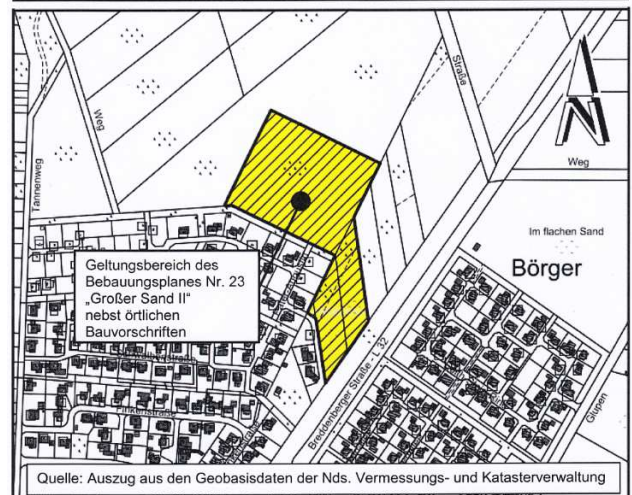 Straße
Weg
N
Weg
Tannenweg
Im flachen Sand
Börger
Geltungsbereich des
Bebauungsplanes Nr. 23
„Großer Sand II“
nebst örtlichen
Bauvorschriften
Breddenberger Straße - L 32
Finkenstraße
Glupen
Quelle: Auszug aus den Geobasisdaten der Nds. Vermessungs- und Katasterverwaltung